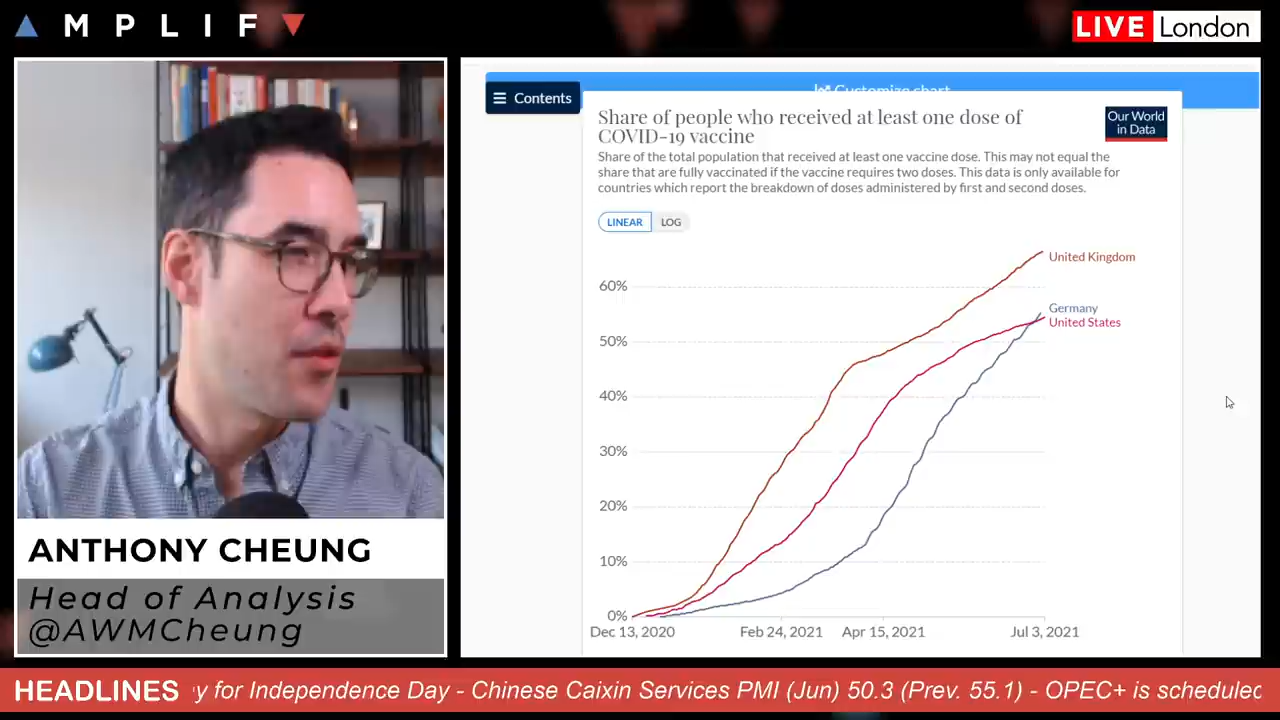 ▲ M P L I F ▼
LIVE London
Customize chart
Contents
Share of people who received at least one dose of
COVID-19 vaccine
Our World
in Data
Share of the total population that received at least one vaccine dose. This may not equal the
share that are fully vaccinated if the vaccine requires two doses. This data is only available for
countries which report the breakdown of doses administered by first and second doses.
LINEAR LOG
United Kingdom
60%
Germany
United States
50%
40%
30%
20%
10%
0%
Dec 13, 2020 Feb 24, 2021 Apr 15, 2021 Jul 3, 2021
ANTHONY CHEUNG
Head of Analysis
@AWMCheung
HEADLINES y for Independence Day - Chinese Caixin Services PMI (Jun) 50.3 (Prev. 55.1) - OPEC+ is scheduled